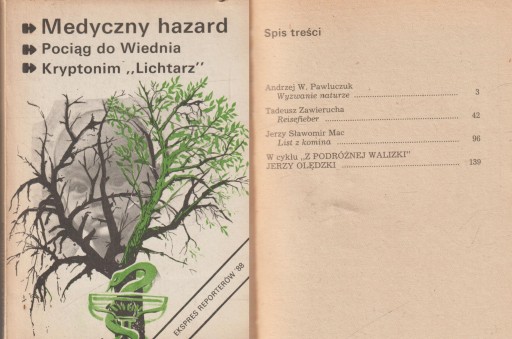 Medyczny hazard
Pociąg do Wiednia
Kryptonim „Lichtarz”
EKSPRES REPORTERÓW '88
Spis treści
Andrzej W. Pawluczuk
Wyzwanie naturze ........ 3
Tadeusz Zawierucha
Reisefieber ........ 42
Jerzy Sławomir Mac
List z komina ........ 96
W cyklu „Z PODRÓŻNEJ WALIZKI”
JERZY OLĘDZKI ........ 139